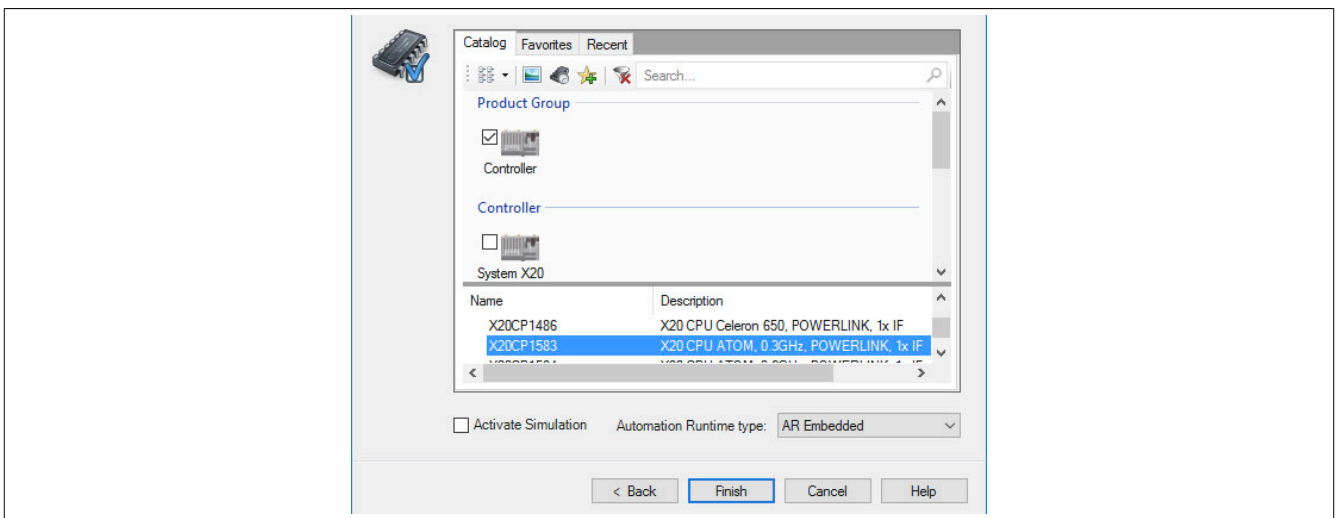 Catalog Favorites Recent
Search...
Product Group
Controller
Controller
System X20
Name Description
X20CP1486 X20 CPU Celeron 650, POWERLINK, 1x IF
X20CP1583 X20 CPU ATOM, 0.3GHz, POWERLINK, 1x IF
Activate Simulation Automation Runtime type: AR Embedded
< Back Finish Cancel Help